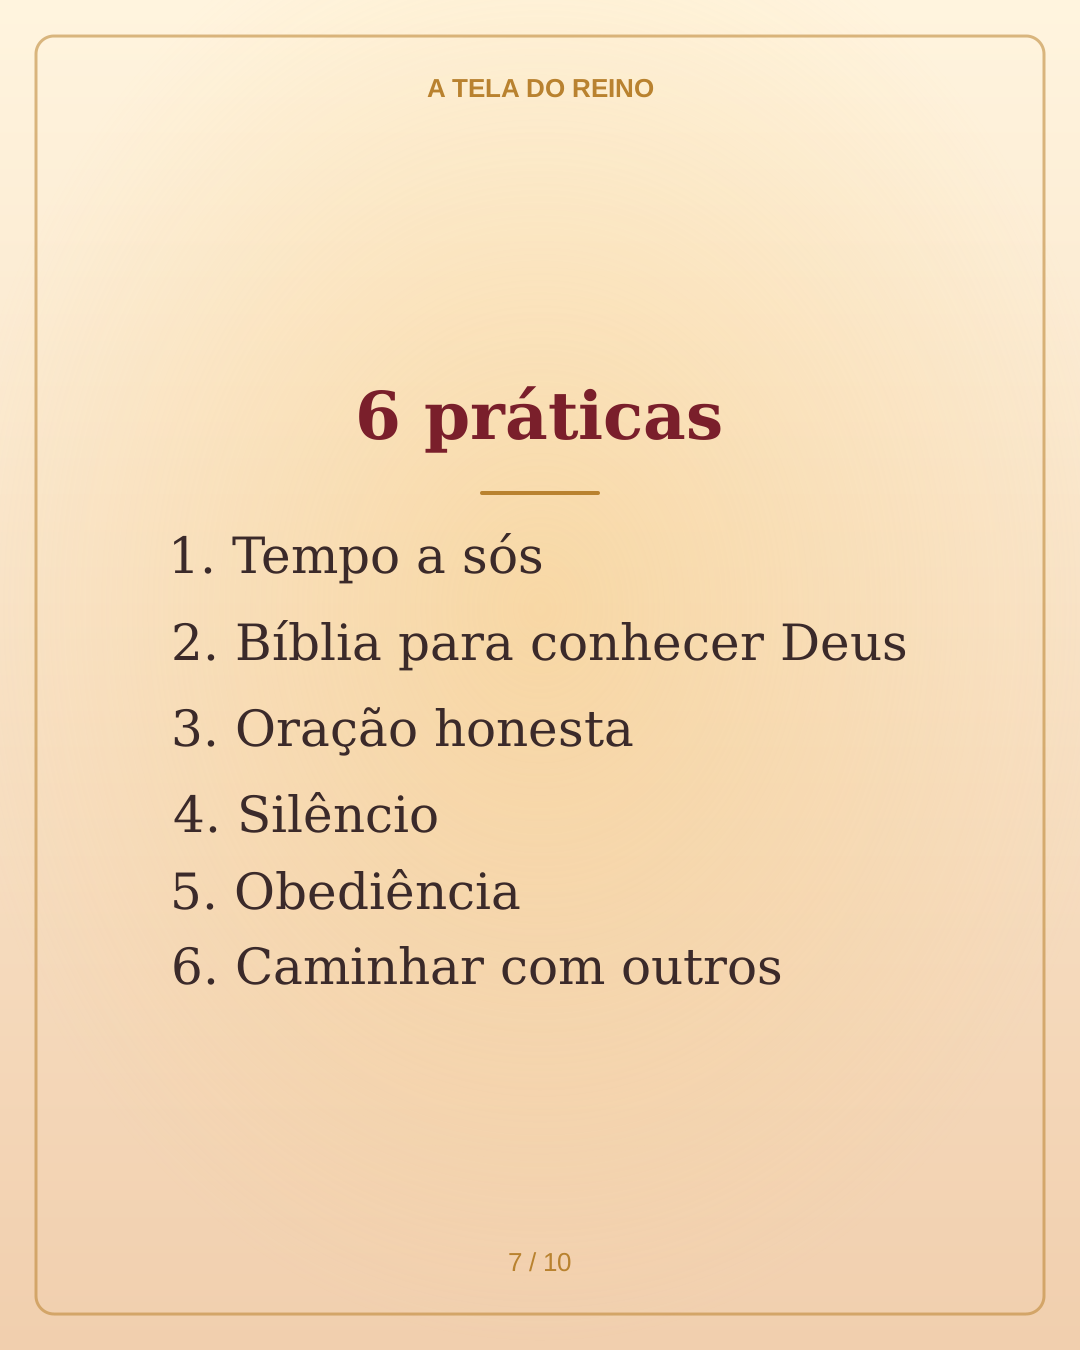 A TELA DO REINO
6 práticas
1. Tempo a sós
2. Bíblia para conhecer Deus
3. Oração honesta
4. Silêncio
5. Obediência
6. Caminhar com outros
7 / 10